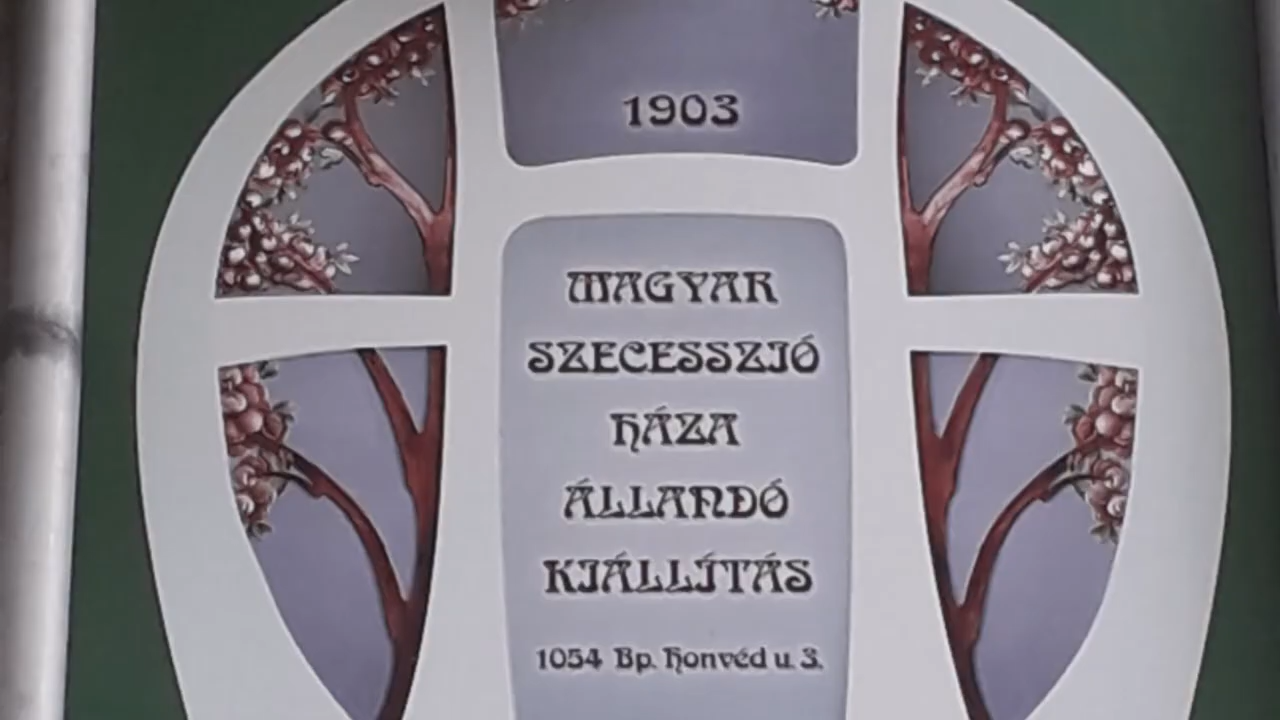 1903
MAGYAR
SZECESSZIÓ
HÁZA
ÁLLANDÓ
KIÁLLÍTÁS
1054 Bp. Honvéd u. 3.